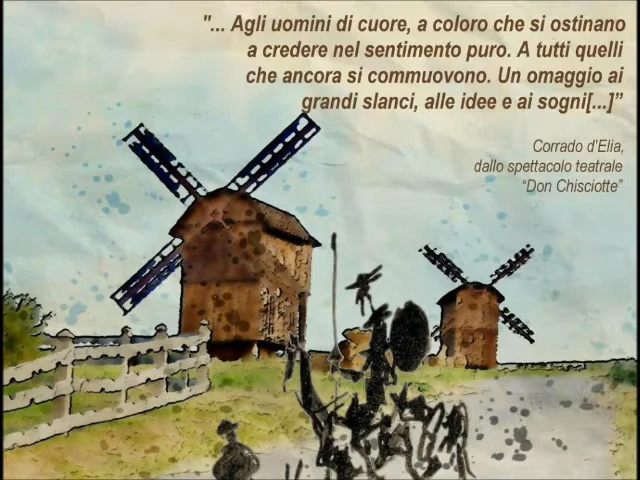 "... Agli uomini di cuore, a coloro che si ostinano
a credere nel sentimento puro. A tutti quelli
che ancora si commuovono. Un omaggio ai
grandi slanci, alle idee e ai sogni[...]”
Corrado d’Elia,
dallo spettacolo teatrale
“Don Chisciotte”